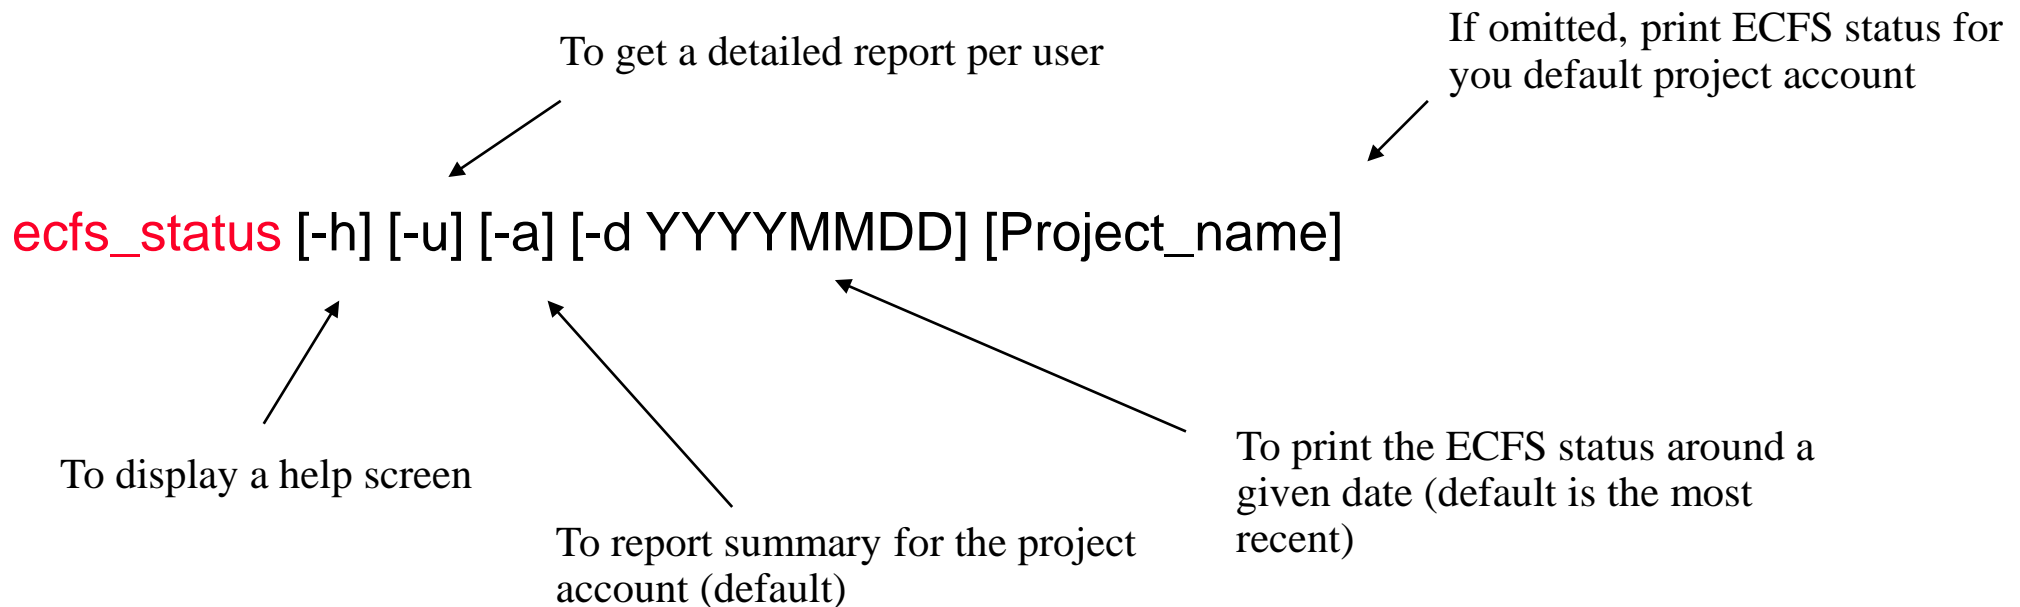 To get a detailed report per user
If omitted, print ECFS status for
you default project account
ecfs_status [-h] [-u] [-a] [-d YYYYMMDD] [Project_name]
To display a help screen
To report summary for the project
account (default)
To print the ECFS status around a
given date (default is the most
recent)